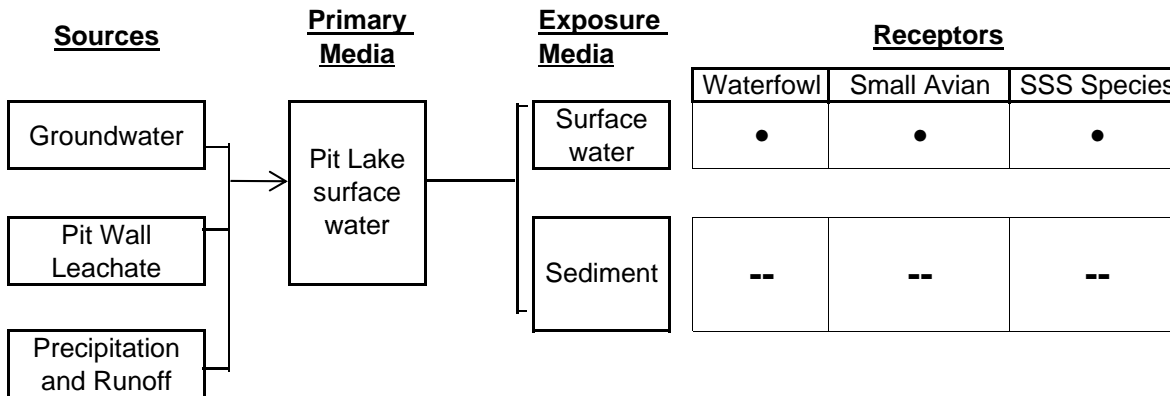 Sources
Primary
Media
Exposure
Media
Receptors
Waterfowl Small Avian SSS Species
Groundwater
Pit Wall
Leachate
Precipitation
and Runoff
Pit Lake
surface
water
Surface
water
• • •
Sediment
-- -- --